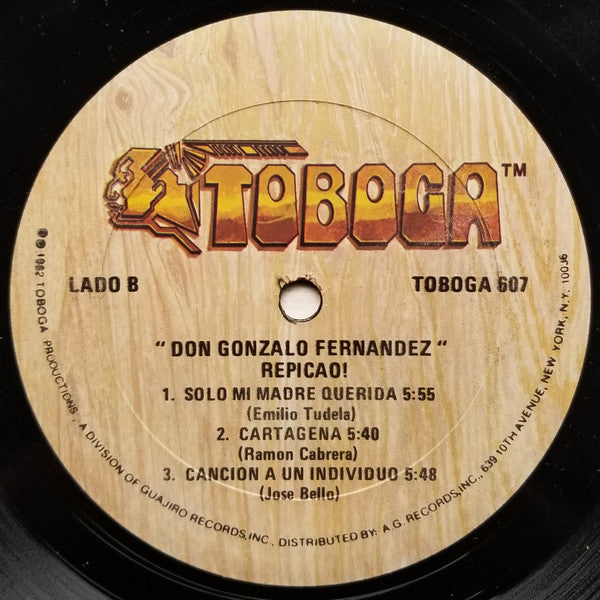 TOBOGA™
LADO B
TOBOGA 607
"DON GONZALO FERNANDEZ"
REPICAO!
1. SOLO MI MADRE QUERIDA 5:55
(Emilio Tudela)
2. CARTAGENA 5:40
(Ramon Cabrera)
3. CANCION A UN INDIVIDUO 5:48
(Jose Bello)
℗ © 1982 TOBOGA PRODUCTIONS, A DIVISION OF GUAJIRO RECORDS, INC., DISTRIBUTED BY: A.G. RECORDS, INC., 639 10TH AVENUE, NEW YORK, N.Y. 10036